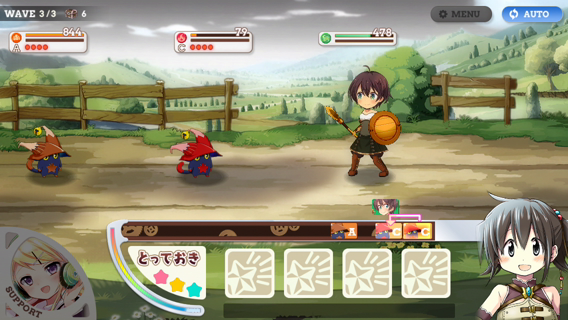 WAVE 3/3 6
MENU
AUTO
844
A
79
C
478
A
C
C
とっておき
SUPPORT